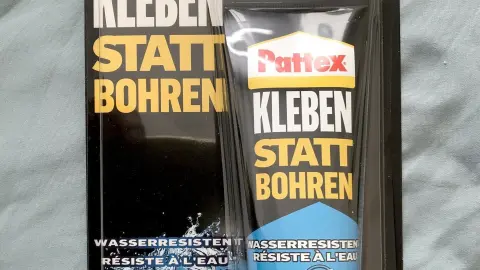 KLEBEN
STATT
BOHREN
WASSERRESISTENT
RÉSISTE À L'EAU
Pattex
KLEBEN
STATT
BOHREN
WASSERRESISTENT
RÉSISTE À L'EAU